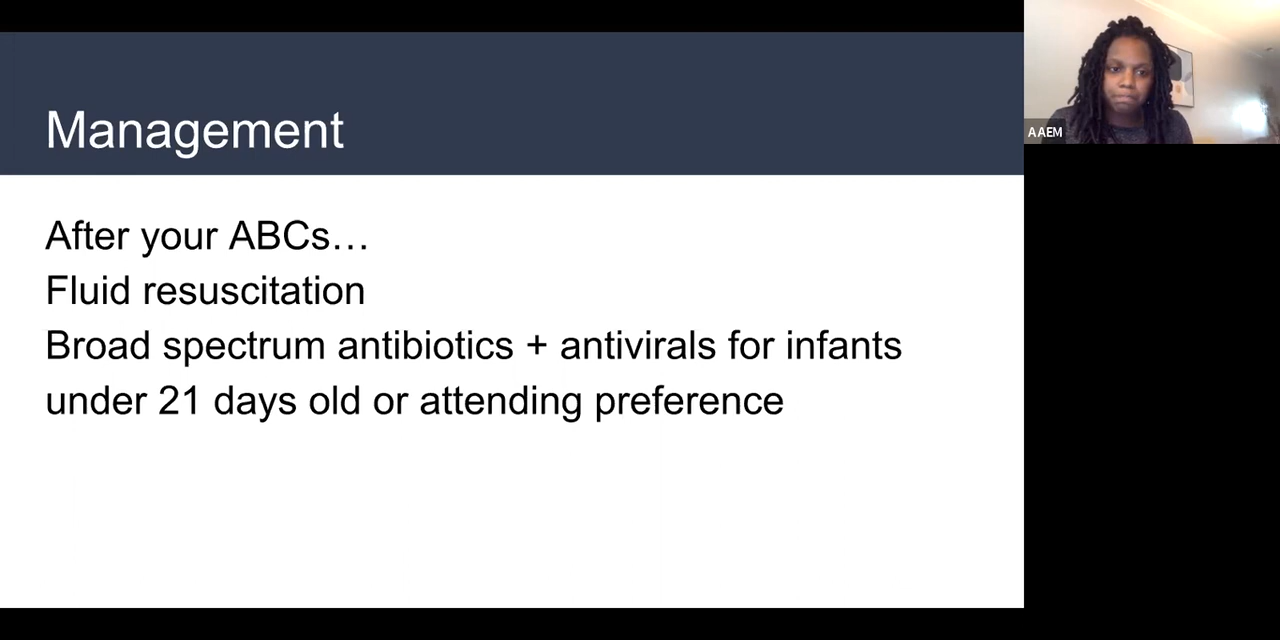 Management
After your ABCs…
Fluid resuscitation
Broad spectrum antibiotics + antivirals for infants
under 21 days old or attending preference
AAEM